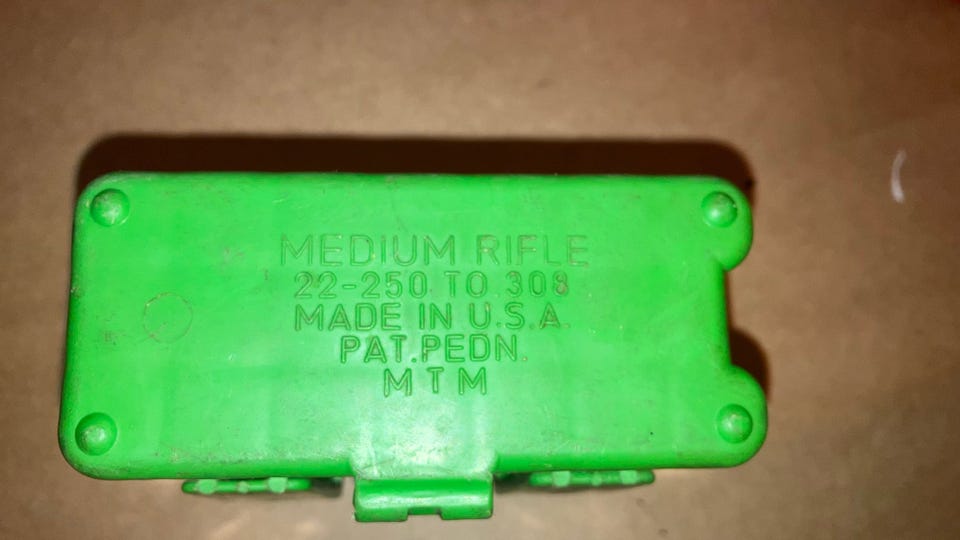 MEDIUM RIFLE
22-250 TO 308
MADE IN U.S.A.
PAT. PEDN.
MTM